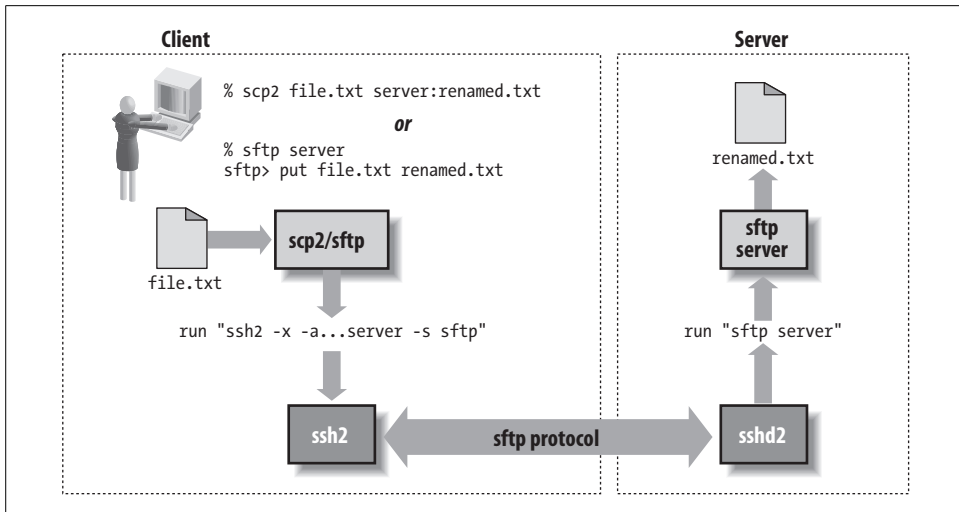 Client
Server
% scp2 file.txt server:renamed.txt
or
% sftp server
sftp> put file.txt renamed.txt
file.txt
scp2/sftp
run "ssh2 -x -a...server -s sftp"
ssh2
sftp protocol
renamed.txt
sftp
server
run "sftp server"
sshd2